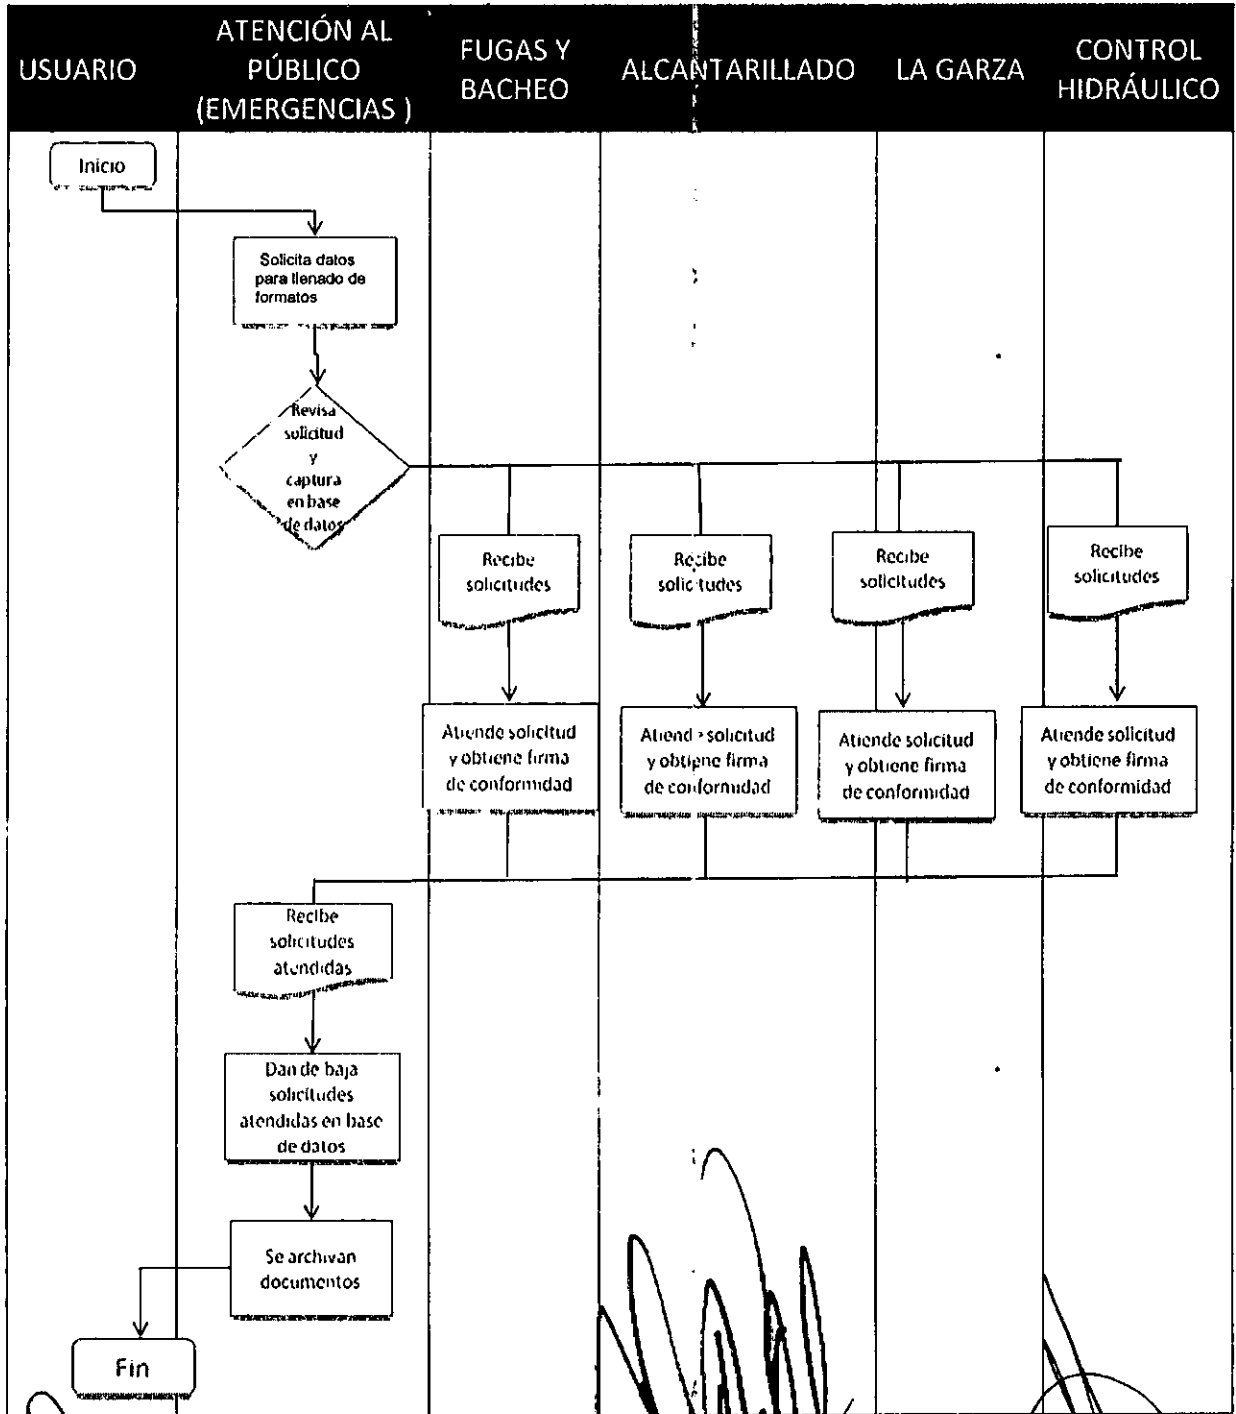 USUARIO
ATENCIÓN AL
PÚBLICO
(EMERGENCIAS )
FUGAS Y
BACHEO
ALCANTARILLADO
LA GARZA
CONTROL
HIDRÁULICO
Inicio
Solicita datos
para llenado de
formatos
Revisa
solicitud
y
captura
en base
de datos
Recibe
solicitudes
Recibe
solicitudes
Recibe
solicitudes
Recibe
solicitudes
Atiende solicitud
y obtiene firma
de conformidad
Atiende solicitud
y obtiene firma
de conformidad
Atiende solicitud
y obtiene firma
de conformidad
Atiende solicitud
y obtiene firma
de conformidad
Recibe
solicitudes
atendidas
Dan de baja
solicitudes
atendidas en base
de datos
Se archivan
documentos
Fin